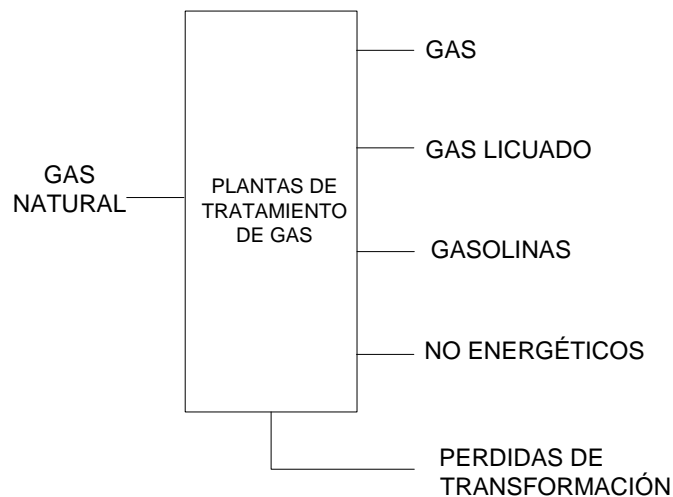 GAS
NATURAL
PLANTAS DE
TRATAMIENTO
DE GAS
GAS
GAS LICUADO
GASOLINAS
NO ENERGÉTICOS
PERDIDAS DE
TRANSFORMACIÓN